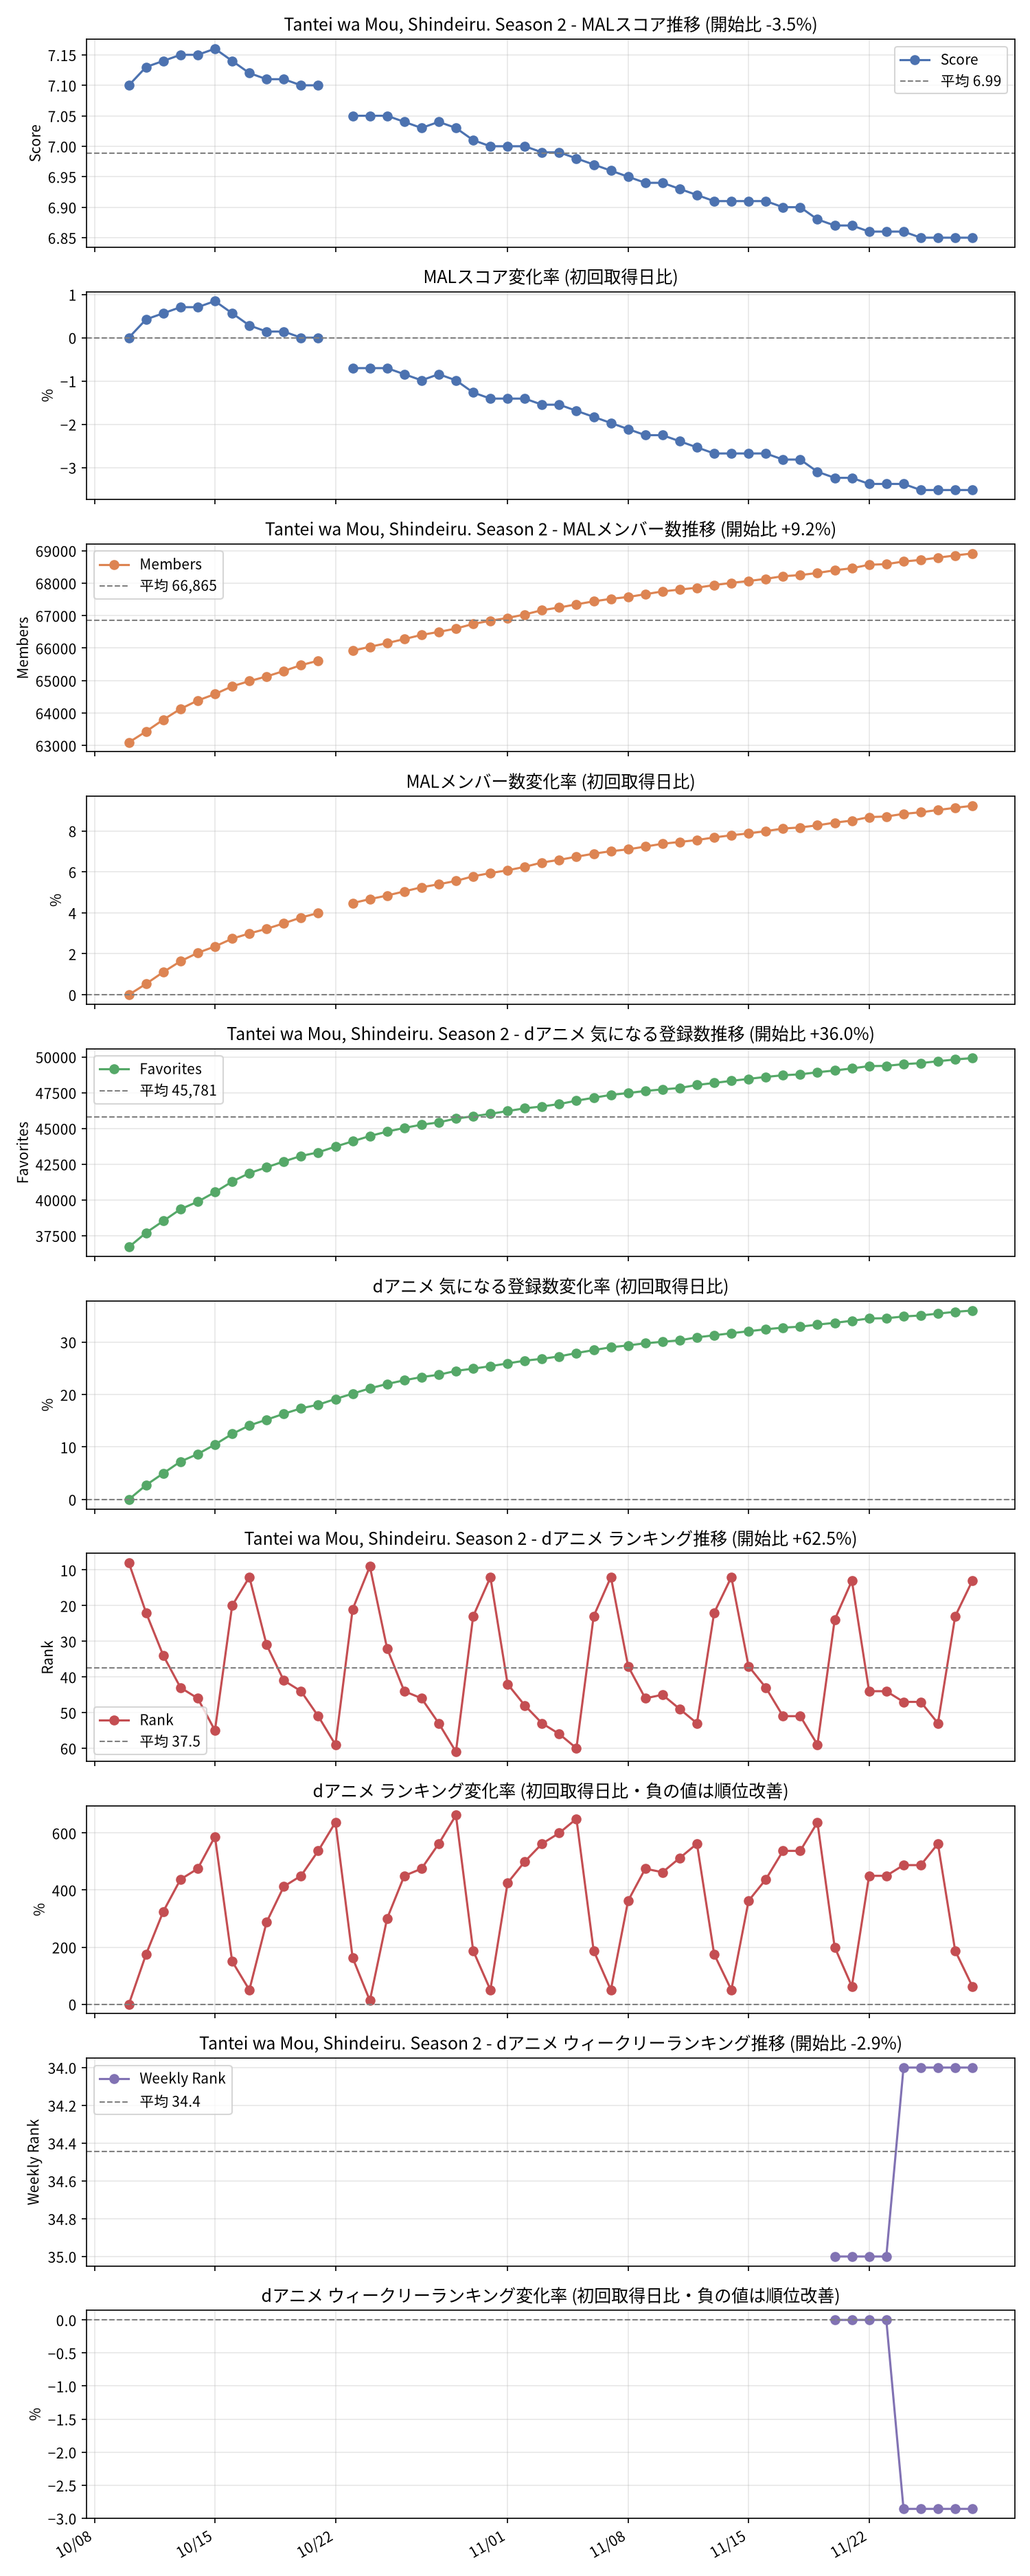 Tantei wa Mou, Shindeiru. Season 2 - MALスコア推移 (開始比 -3.5%)
7.15
7.10
7.05
7.00
6.95
6.90
6.85
Score
Score
平均 6.99
MALスコア変化率 (初回取得日比)
1
0
−1
−2
−3
%
Tantei wa Mou, Shindeiru. Season 2 - MALメンバー数推移 (開始比 +9.2%)
69000
68000
67000
66000
65000
64000
63000
Members
Members
平均 66,865
MALメンバー数変化率 (初回取得日比)
8
6
4
2
0
%
Tantei wa Mou, Shindeiru. Season 2 - dアニメ 気になる登録数推移 (開始比 +36.0%)
50000
47500
45000
42500
40000
37500
Favorites
Favorites
平均 45,781
dアニメ 気になる登録数変化率 (初回取得日比)
30
20
10
0
%
Tantei wa Mou, Shindeiru. Season 2 - dアニメ ランキング推移 (開始比 +62.5%)
10
20
30
40
50
60
Rank
Rank
平均 37.5
dアニメ ランキング変化率 (初回取得日比・負の値は順位改善)
600
400
200
0
%
Tantei wa Mou, Shindeiru. Season 2 - dアニメ ウィークリーランキング推移 (開始比 -2.9%)
34.0
34.2
34.4
34.6
34.8
35.0
Weekly Rank
Weekly Rank
平均 34.4
dアニメ ウィークリーランキング変化率 (初回取得日比・負の値は順位改善)
0.0
−0.5
−1.0
−1.5
−2.0
−2.5
−3.0
%
10/08
10/15
10/22
11/01
11/08
11/15
11/22